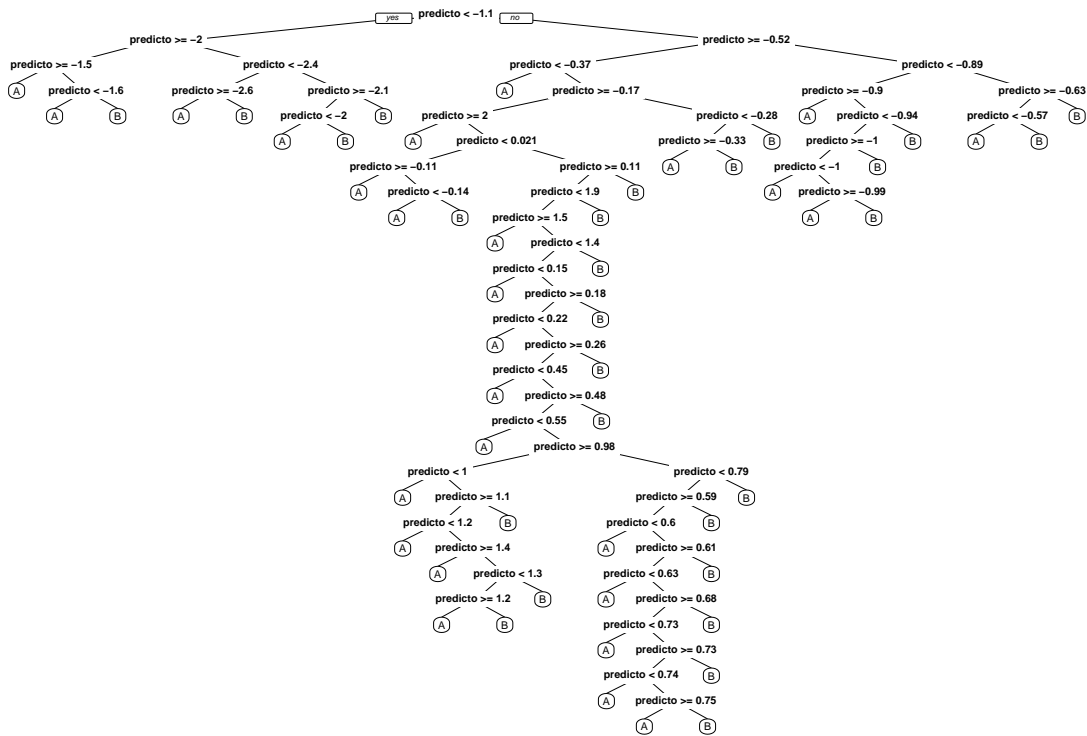 yes predicto < −1.1 no
predicto >= −2 predicto >= −0.52
predicto >= −1.5 predicto < −2.4 predicto < −0.37 predicto < −0.89
A predicto < −1.6 predicto >= −2.6 predicto >= −2.1 A predicto >= −0.17 predicto >= −0.9 predicto >= −0.63
A B A B predicto < −2 B predicto >= 2 predicto < −0.28 A predicto < −0.94 predicto < −0.57 B
A B A predicto < 0.021 predicto >= −0.33 B predicto >= −1 B A B
predicto >= −0.11 predicto >= 0.11 A B predicto < −1 B
A predicto < −0.14 predicto < 1.9 B A predicto >= −0.99
A B predicto >= 1.5 B A B
A predicto < 1.4
predicto < 0.15 B
A predicto >= 0.18
predicto < 0.22 B
A predicto >= 0.26
predicto < 0.45 B
A predicto >= 0.48
predicto < 0.55 B
A predicto >= 0.98
predicto < 1 predicto < 0.79
A predicto >= 1.1 predicto >= 0.59 B
predicto < 1.2 B predicto < 0.6 B
A predicto >= 1.4 A predicto >= 0.61
A predicto < 1.3 predicto < 0.63 B
predicto >= 1.2 B A predicto >= 0.68
A B predicto < 0.73 B
A predicto >= 0.73
predicto < 0.74 B
A predicto >= 0.75
A B